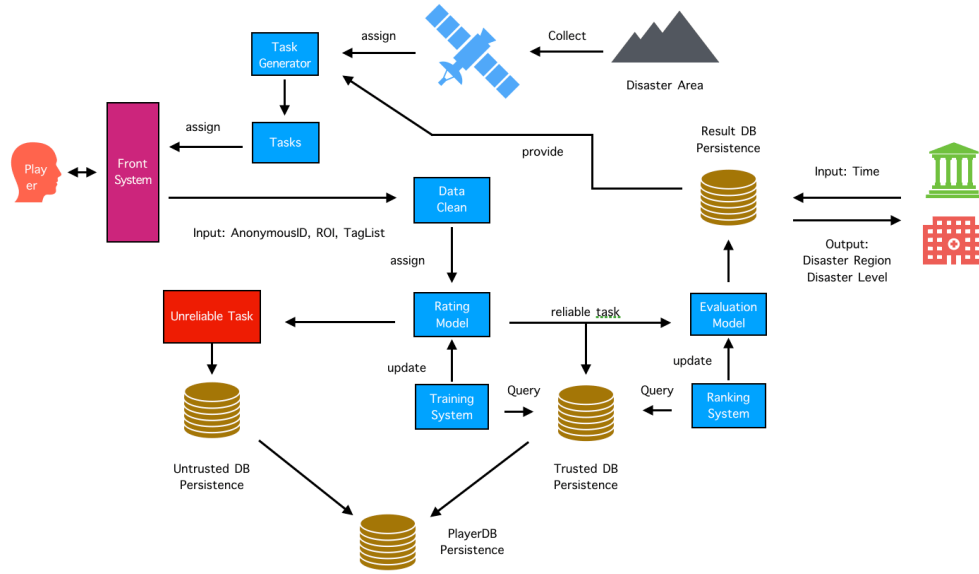 Task
Generator
assign
Collect
Disaster Area
Tasks
assign
Play
er
Front
System
provide
Result DB
Persistence
Input: Time
Output:
Disaster Region
Disaster Level
Data
Clean
Input: AnonymousID, ROI, TagList
assign
Unreliable Task
Rating
Model
reliable task
Evaluation
Model
update
update
Training
System
Query
Query
Ranking
System
Untrusted DB
Persistence
Trusted DB
Persistence
PlayerDB
Persistence